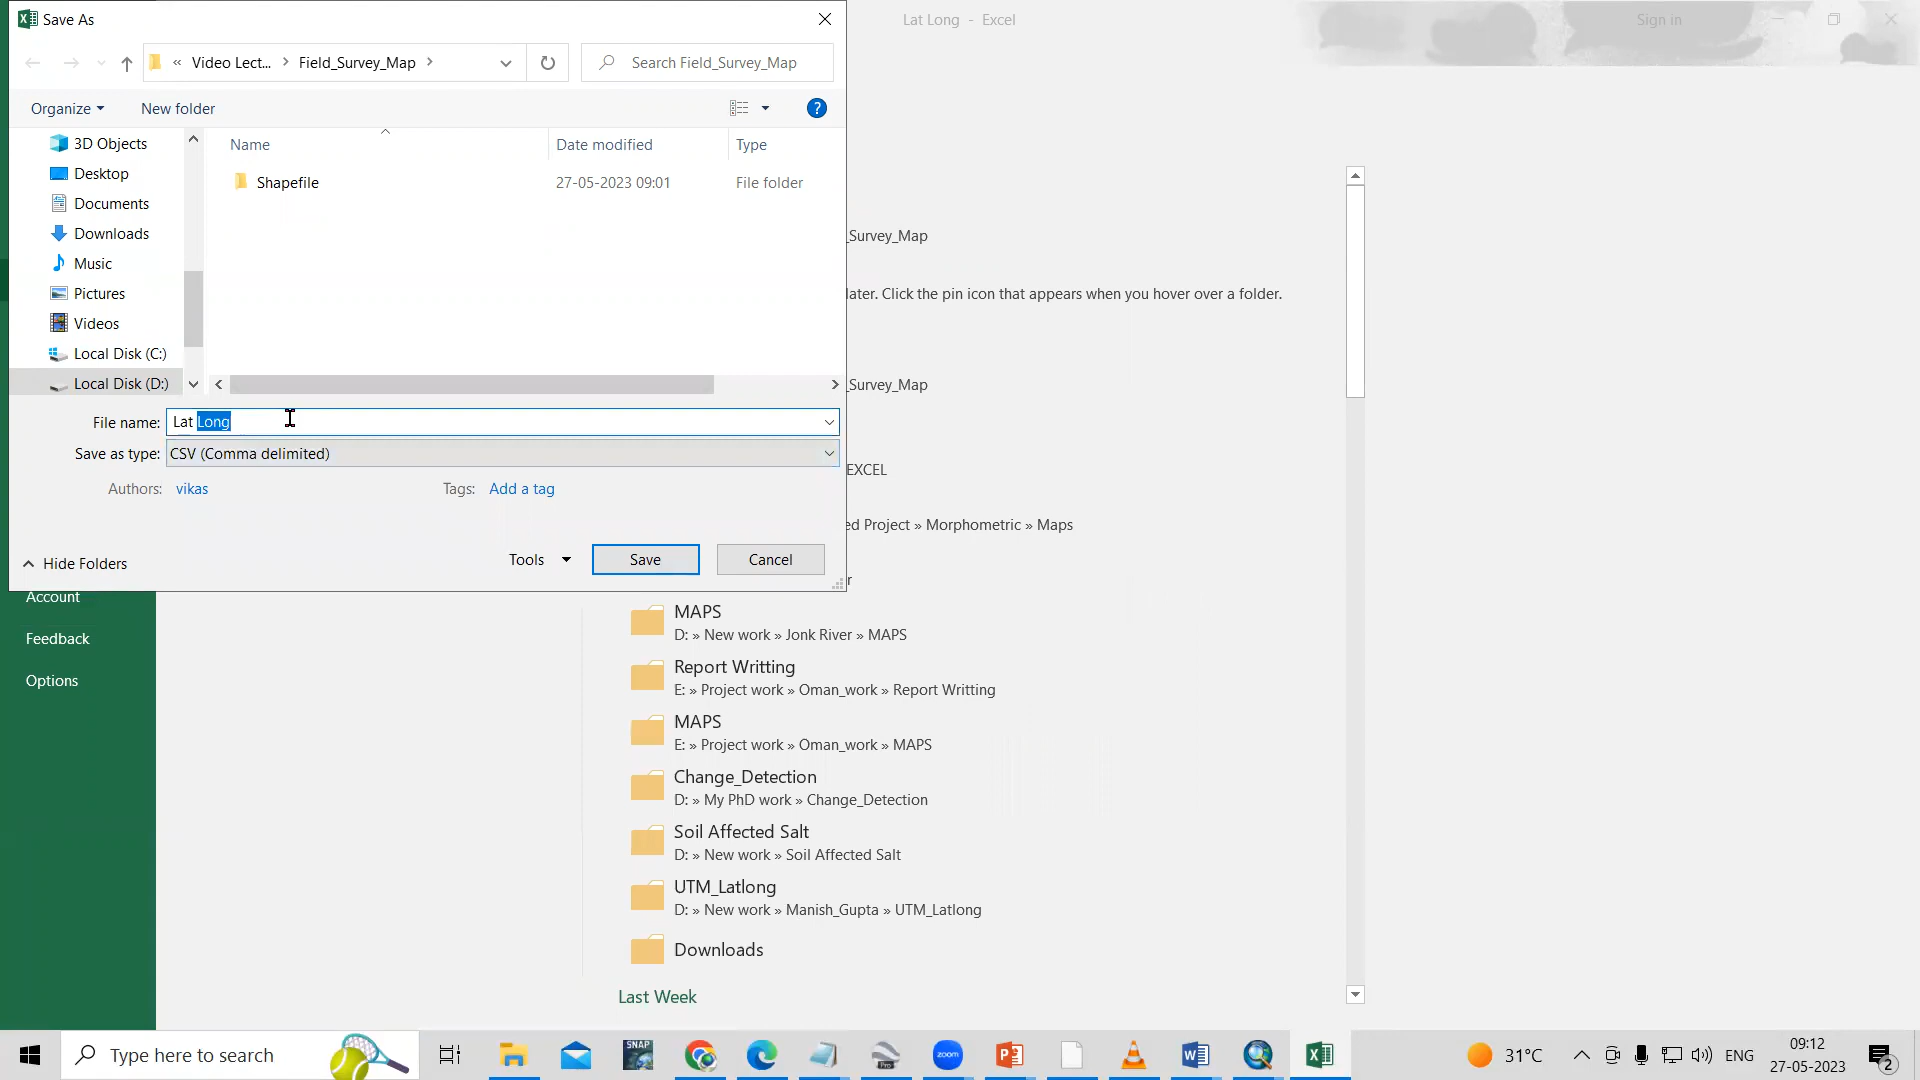 Save As
Lat Long - Excel
Sign in
« Video Lect... > Field_Survey_Map >
Search Field_Survey_Map
Organize
New folder
?
Name
Date modified
Type
3D Objects
Desktop
Documents
Downloads
Music
Pictures
Videos
Local Disk (C:)
Local Disk (D:)
Shapefile
27-05-2023 09:01
File folder
_Survey_Map
later. Click the pin icon that appears when you hover over a folder.
_Survey_Map
File name: Lat Long
Save as type: CSV (Comma delimited)
Authors: vikas
Tags: Add a tag
EXCEL
ed Project » Morphometric » Maps
Hide Folders
Tools
Save
Cancel
r
Account
Feedback
Options
MAPS
D: » New work » Jonk River » MAPS
Report Writting
E: » Project work » Oman_work » Report Writting
MAPS
E: » Project work » Oman_work » MAPS
Change_Detection
D: » My PhD work » Change_Detection
Soil Affected Salt
D: » New work » Soil Affected Salt
UTM_Latlong
D: » New work » Manish_Gupta » UTM_Latlong
Downloads
Last Week
Type here to search
SNAP
Pro
zoom
31°C
ENG
09:12
27-05-2023
2